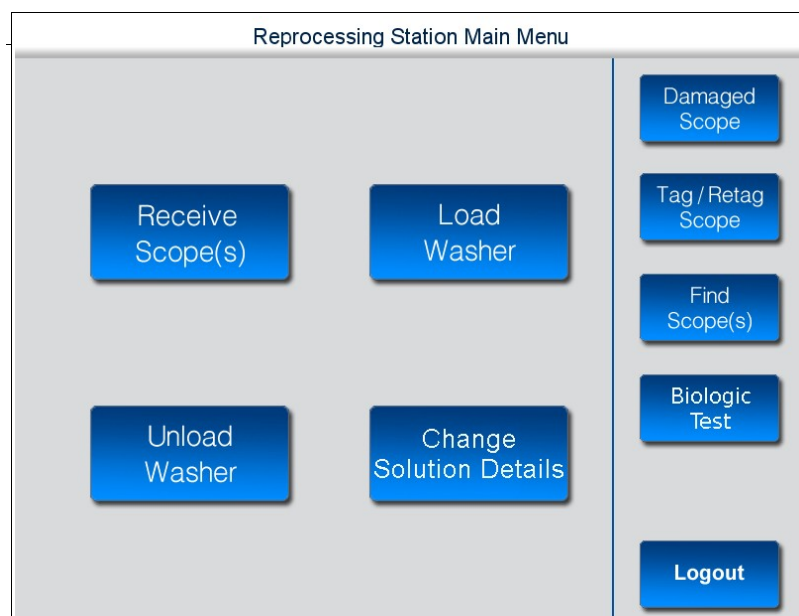 Reprocessing Station Main Menu
Receive
Scope(s)
Load
Washer
Unload
Washer
Change
Solution Details
Damaged
Scope
Tag / Retag
Scope
Find
Scope(s)
Biologic
Test
Logout